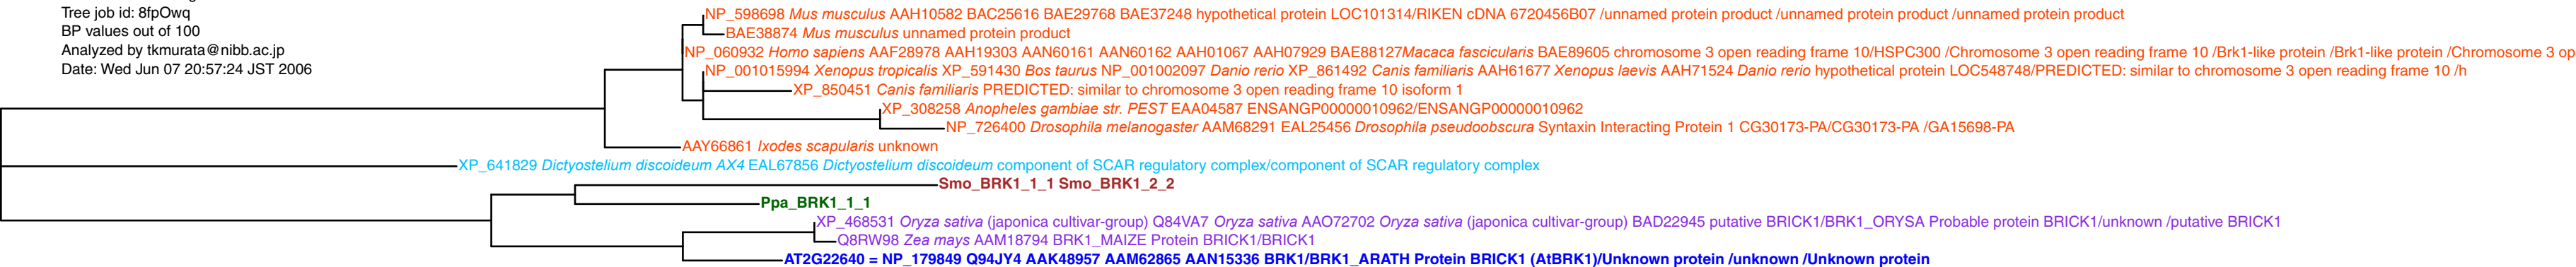 Tree job id: 8fpOwq
BP values out of 100
Analyzed by tkmurata@nibb.ac.jp
Date: Wed Jun 07 20:57:24 JST 2006
NP_598698 Mus musculus AAH10582 BAC25616 BAE29768 BAE37248 hypothetical protein LOC101314/RIKEN cDNA 6720456B07 /unnamed protein product /unnamed protein product /unnamed protein product
BAE38874 Mus musculus unnamed protein product
NP_060932 Homo sapiens AAF28978 AAH19303 AAN60161 AAN60162 AAH01067 AAH07929 BAE88127Macaca fascicularis BAE89605 chromosome 3 open reading frame 10/HSPC300 /Chromosome 3 open reading frame 10 /Brk1-like protein /Brk1-like protein /Chromosome 3 op
NP_001015994 Xenopus tropicalis XP_591430 Bos taurus NP_001002097 Danio rerio XP_861492 Canis familiaris AAH61677 Xenopus laevis AAH71524 Danio rerio hypothetical protein LOC548748/PREDICTED: similar to chromosome 3 open reading frame 10 /h
XP_850451 Canis familiaris PREDICTED: similar to chromosome 3 open reading frame 10 isoform 1
XP_308258 Anopheles gambiae str. PEST EAA04587 ENSANGP00000010962/ENSANGP00000010962
NP_726400 Drosophila melanogaster AAM68291 EAL25456 Drosophila pseudoobscura Syntaxin Interacting Protein 1 CG30173-PA/CG30173-PA /GA15698-PA
AAY66861 Ixodes scapularis unknown
XP_641829 Dictyostelium discoideum AX4 EAL67856 Dictyostelium discoideum component of SCAR regulatory complex/component of SCAR regulatory complex
Smo_BRK1_1_1 Smo_BRK1_2_2
Ppa_BRK1_1_1
XP_468531 Oryza sativa (japonica cultivar-group) Q84VA7 Oryza sativa AAO72702 Oryza sativa (japonica cultivar-group) BAD22945 putative BRICK1/BRK1_ORYSA Probable protein BRICK1/unknown /putative BRICK1
Q8RW98 Zea mays AAM18794 BRK1_MAIZE Protein BRICK1/BRICK1
AT2G22640 = NP_179849 Q94JY4 AAK48957 AAM62865 AAN15336 BRK1/BRK1_ARATH Protein BRICK1 (AtBRK1)/Unknown protein /unknown /Unknown protein